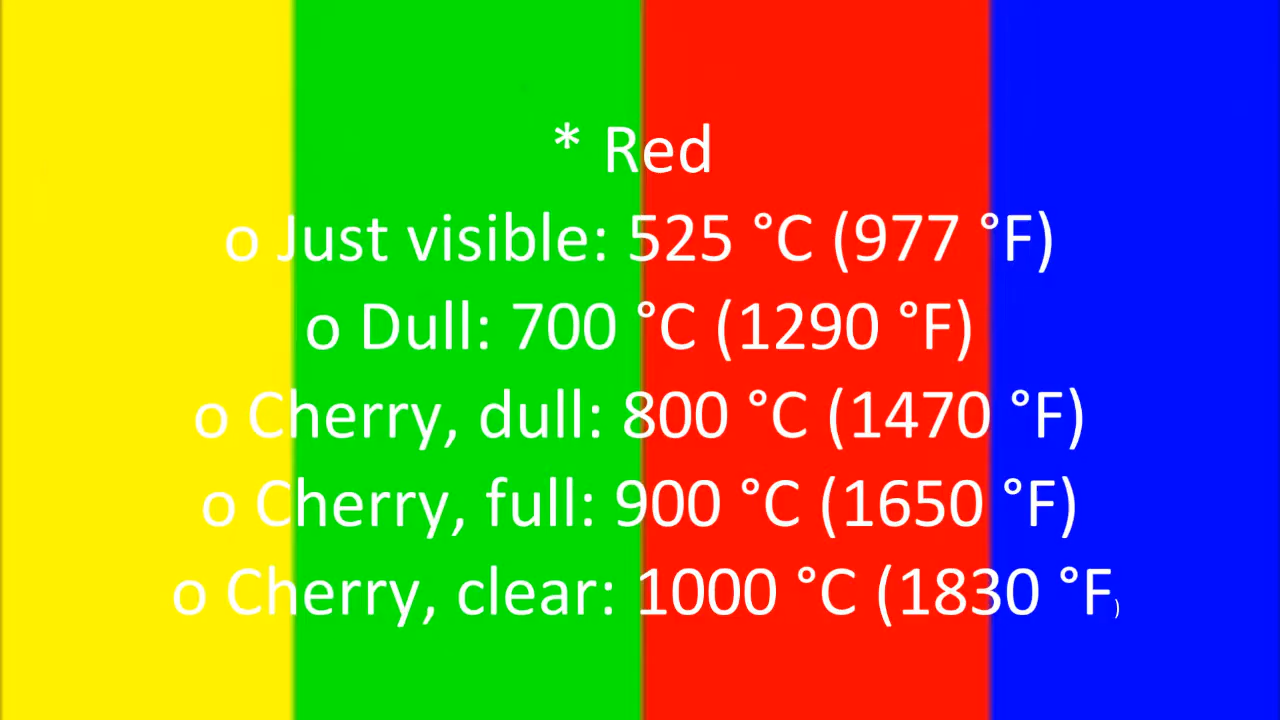 * Red
o Just visible: 525 °C (977 °F)
o Dull: 700 °C (1290 °F)
o Cherry, dull: 800 °C (1470 °F)
o Cherry, full: 900 °C (1650 °F)
o Cherry, clear: 1000 °C (1830 °F)